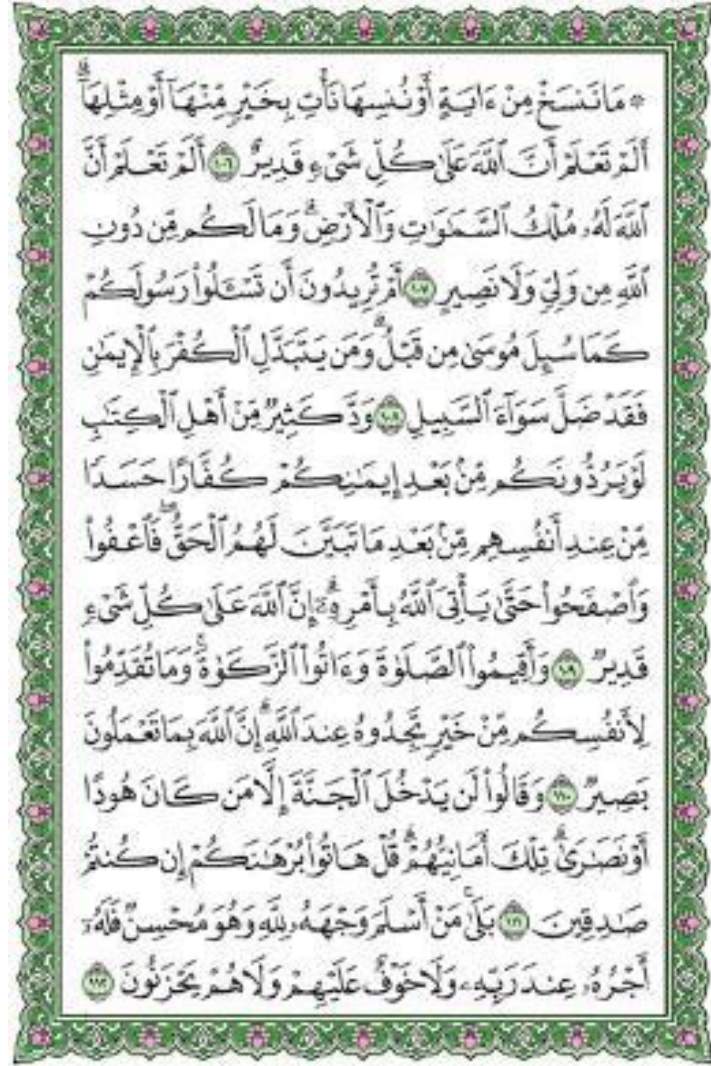 ۞ مَا نَنسَخْ مِنْ ءَايَةٍ أَوْ نُنسِهَا نَأْتِ بِخَيْرٍ مِّنْهَآ أَوْ مِثْلِهَآۗ
أَلَمْ تَعْلَمْ أَنَّ ٱللَّهَ عَلَىٰ كُلِّ شَىْءٍ قَدِيرٌ ١٠٦ أَلَمْ تَعْلَمْ أَنَّ
ٱللَّهَ لَهُۥ مُلْكُ ٱلسَّمَـٰوَٰتِ وَٱلْأَرْضِۗ وَمَا لَكُم مِّن دُونِ
ٱللَّهِ مِن وَلِىٍّ وَلَا نَصِيرٍ ١٠٧ أَمْ تُرِيدُونَ أَن تَسْـَٔلُوا۟ رَسُولَكُمْ
كَمَا سُئِلَ مُوسَىٰ مِن قَبْلُۗ وَمَن يَتَبَدَّلِ ٱلْكُفْرَ بِٱلْإِيمَـٰنِ
فَقَدْ ضَلَّ سَوَآءَ ٱلسَّبِيلِ ١٠٨ وَدَّ كَثِيرٌ مِّنْ أَهْلِ ٱلْكِتَـٰبِ
لَوْ يَرُدُّونَكُم مِّنۢ بَعْدِ إِيمَـٰنِكُمْ كُفَّارًا حَسَدًا
مِّنْ عِندِ أَنفُسِهِم مِّنۢ بَعْدِ مَا تَبَيَّنَ لَهُمُ ٱلْحَقُّۖ فَٱعْفُوا۟
وَٱصْفَحُوا۟ حَتَّىٰ يَأْتِىَ ٱللَّهُ بِأَمْرِهِۦٓۗ إِنَّ ٱللَّهَ عَلَىٰ كُلِّ شَىْءٍ
قَدِيرٌ ١٠٩ وَأَقِيمُوا۟ ٱلصَّلَوٰةَ وَءَاتُوا۟ ٱلزَّكَوٰةَۚ وَمَا تُقَدِّمُوا۟
لِأَنفُسِكُم مِّنْ خَيْرٍ تَجِدُوهُ عِندَ ٱللَّهِۗ إِنَّ ٱللَّهَ بِمَا تَعْمَلُونَ
بَصِيرٌ ١١٠ وَقَالُوا۟ لَن يَدْخُلَ ٱلْجَنَّةَ إِلَّا مَن كَانَ هُودًا
أَوْ نَصَـٰرَىٰۗ تِلْكَ أَمَانِيُّهُمْۗ قُلْ هَاتُوا۟ بُرْهَـٰنَكُمْ إِن كُنتُمْ
صَـٰدِقِينَ ١١١ بَلَىٰۚ مَنْ أَسْلَمَ وَجْهَهُۥ لِلَّهِ وَهُوَ مُحْسِنٌ فَلَهُۥٓ
أَجْرُهُۥ عِندَ رَبِّهِۦ وَلَا خَوْفٌ عَلَيْهِمْ وَلَا هُمْ يَحْزَنُونَ ١١٢